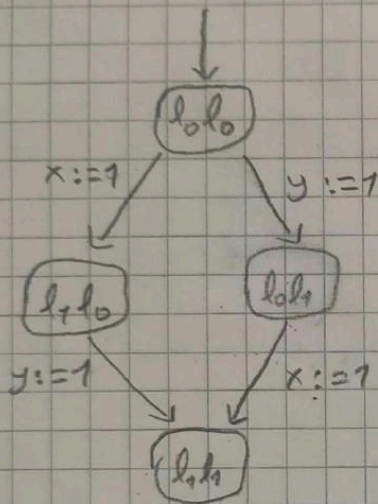 l₀l₀
x:=1 y:=1
l₁l₀ l₀l₁
y:=1 x:=1
l₁l₁